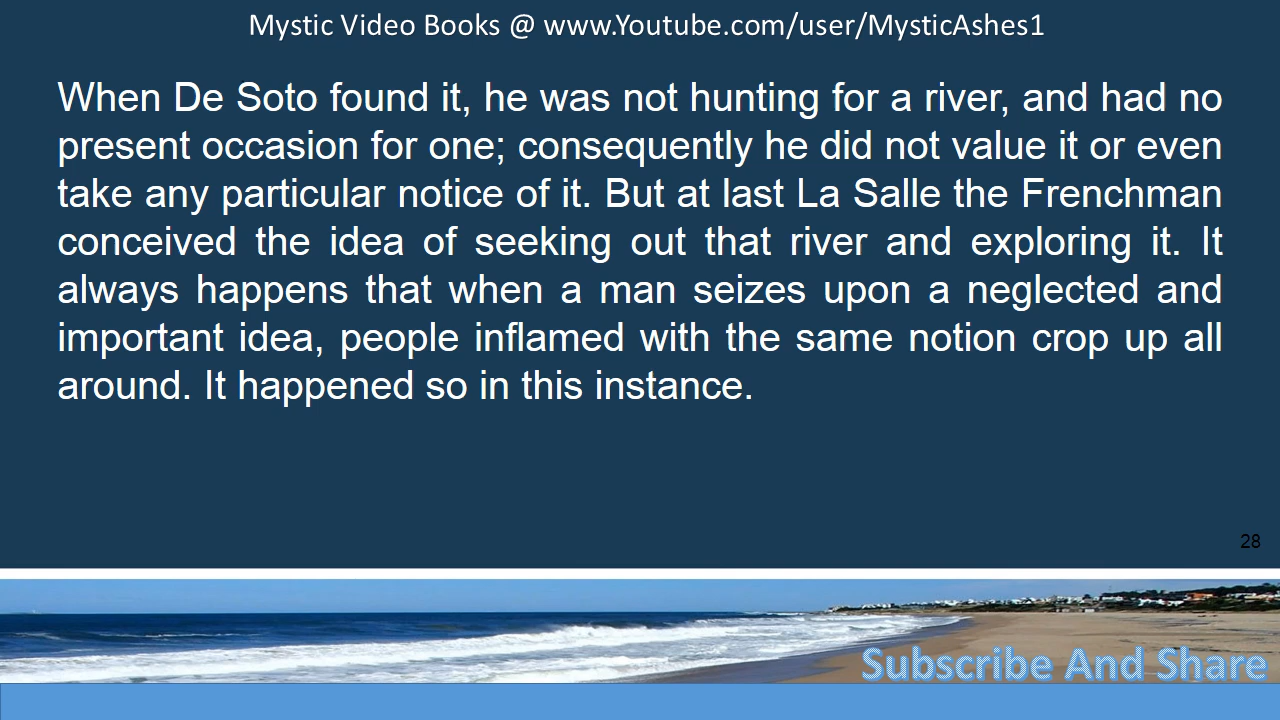 Mystic Video Books @ www.Youtube.com/user/MysticAshes1
When De Soto found it, he was not hunting for a river, and had no
present occasion for one; consequently he did not value it or even
take any particular notice of it. But at last La Salle the Frenchman
conceived the idea of seeking out that river and exploring it. It
always happens that when a man seizes upon a neglected and
important idea, people inflamed with the same notion crop up all
around. It happened so in this instance.
28
Subscribe And Share